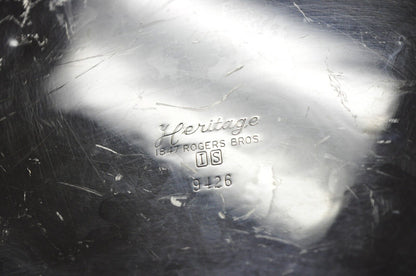 Heritage
1847 ROGERS BROS.
IS
9426